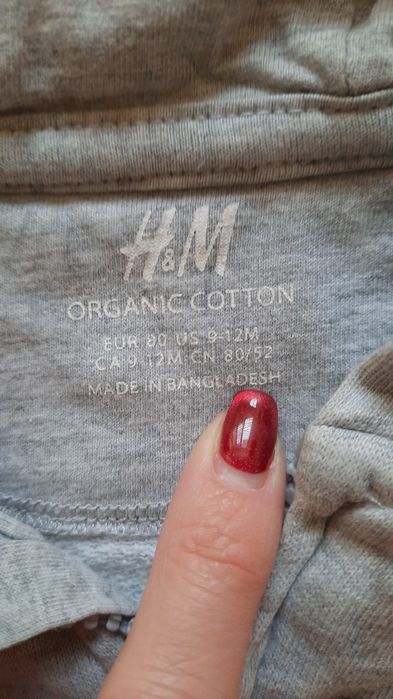 H&M
ORGANIC COTTON
EUR 80 US 9-12M
CA 9-12M CN 80/52
MADE IN BANGLADESH